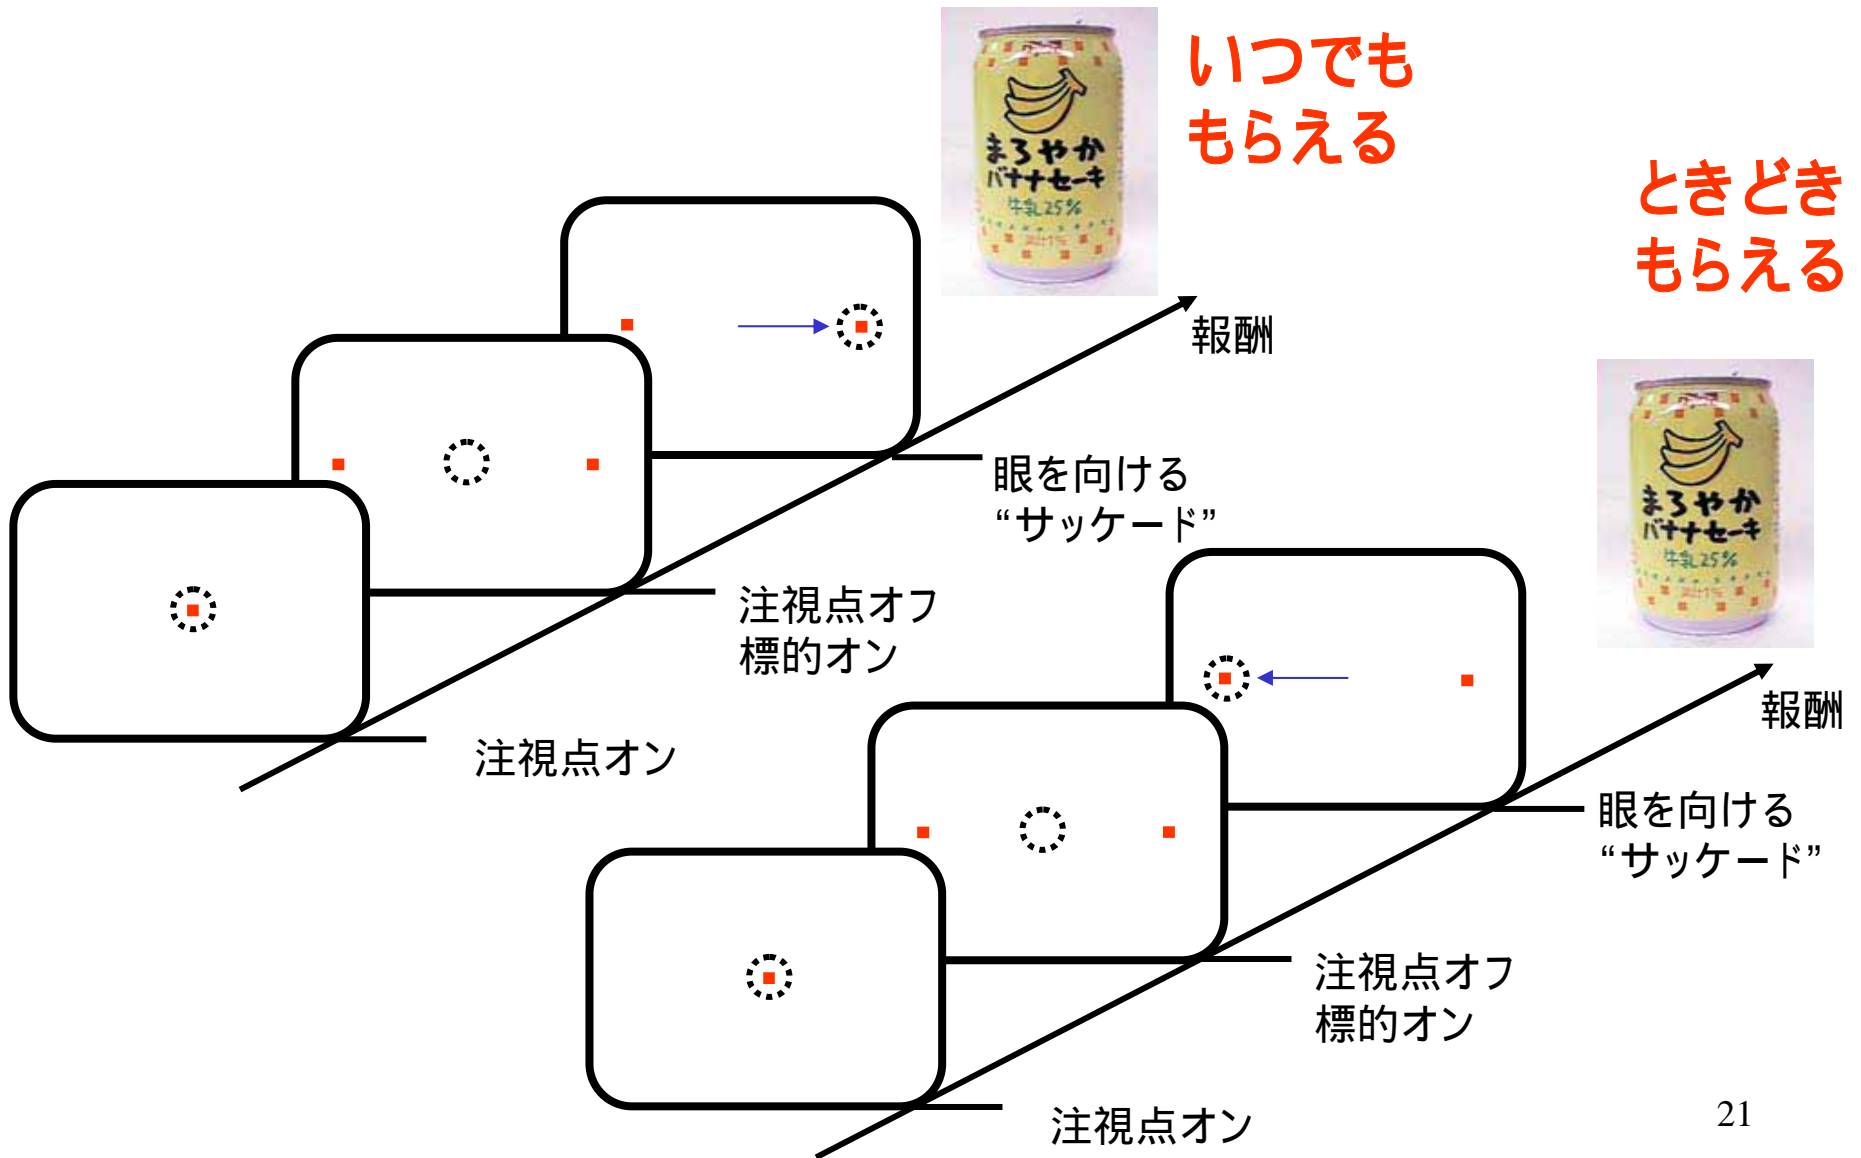 いつでも
もらえる
まろやか
バナナセーキ
牛乳25%
報酬
眼を向ける
“サッケード”
注視点オフ
標的オン
注視点オン
ときどき
もらえる
まろやか
バナナセーキ
牛乳25%
報酬
眼を向ける
“サッケード”
注視点オフ
標的オン
注視点オン
21